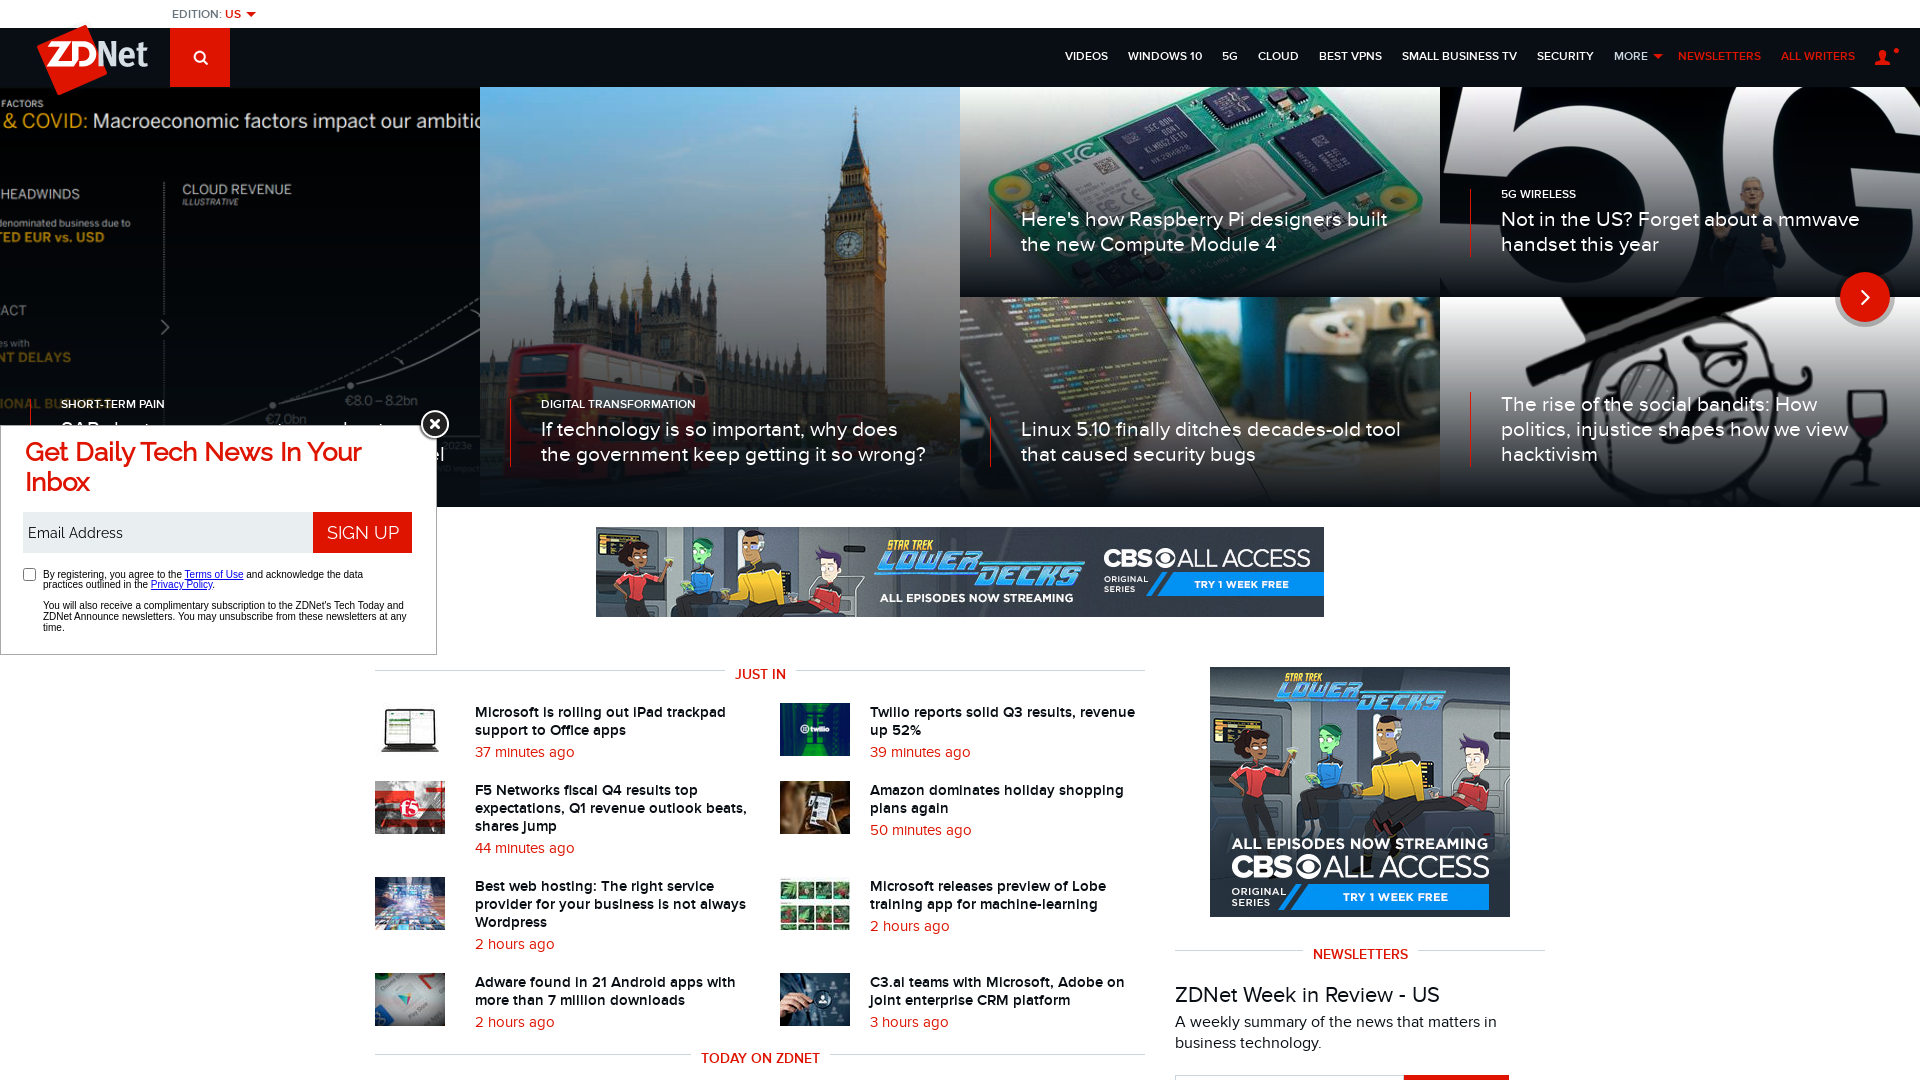 EDITION: US
ZDNet
VIDEOS WINDOWS 10 5G CLOUD BEST VPNS SMALL BUSINESS TV SECURITY MORE NEWSLETTERS ALL WRITERS
FACTORS
& COVID: Macroeconomic factors impact our ambitic
HEADWINDS
CLOUD REVENUE
ILLUSTRATIVE
denominated business due to
TED EUR vs. USD
ACT
es with
NT DELAYS
€7.0bn
€8.0 – 8.2bn
SHORT-TERM PAIN
DIGITAL TRANSFORMATION
If technology is so important, why does
the government keep getting it so wrong?
Here's how Raspberry Pi designers built
the new Compute Module 4
5G WIRELESS
Not in the US? Forget about a mmwave
handset this year
Linux 5.10 finally ditches decades-old tool
that caused security bugs
The rise of the social bandits: How
politics, injustice shapes how we view
hacktivism
Get Daily Tech News In Your
Inbox
Email Address
SIGN UP
By registering, you agree to the Terms of Use and acknowledge the data
practices outlined in the Privacy Policy.
You will also receive a complimentary subscription to the ZDNet's Tech Today and
ZDNet Announce newsletters. You may unsubscribe from these newsletters at any
time.
STAR TREK
LOWER DECKS
ALL EPISODES NOW STREAMING
CBS ALL ACCESS
ORIGINAL
SERIES
TRY 1 WEEK FREE
JUST IN
Microsoft is rolling out iPad trackpad
support to Office apps
37 minutes ago
twilio
Twilio reports solid Q3 results, revenue
up 52%
39 minutes ago
f5
F5 Networks fiscal Q4 results top
expectations, Q1 revenue outlook beats,
shares jump
44 minutes ago
Amazon dominates holiday shopping
plans again
50 minutes ago
Best web hosting: The right service
provider for your business is not always
Wordpress
2 hours ago
Microsoft releases preview of Lobe
training app for machine-learning
2 hours ago
Adware found in 21 Android apps with
more than 7 million downloads
2 hours ago
C3.ai teams with Microsoft, Adobe on
joint enterprise CRM platform
3 hours ago
TODAY ON ZDNET
STAR TREK
LOWER DECKS
ALL EPISODES NOW STREAMING
CBS ALL ACCESS
ORIGINAL
SERIES
TRY 1 WEEK FREE
NEWSLETTERS
ZDNet Week in Review - US
A weekly summary of the news that matters in
business technology.